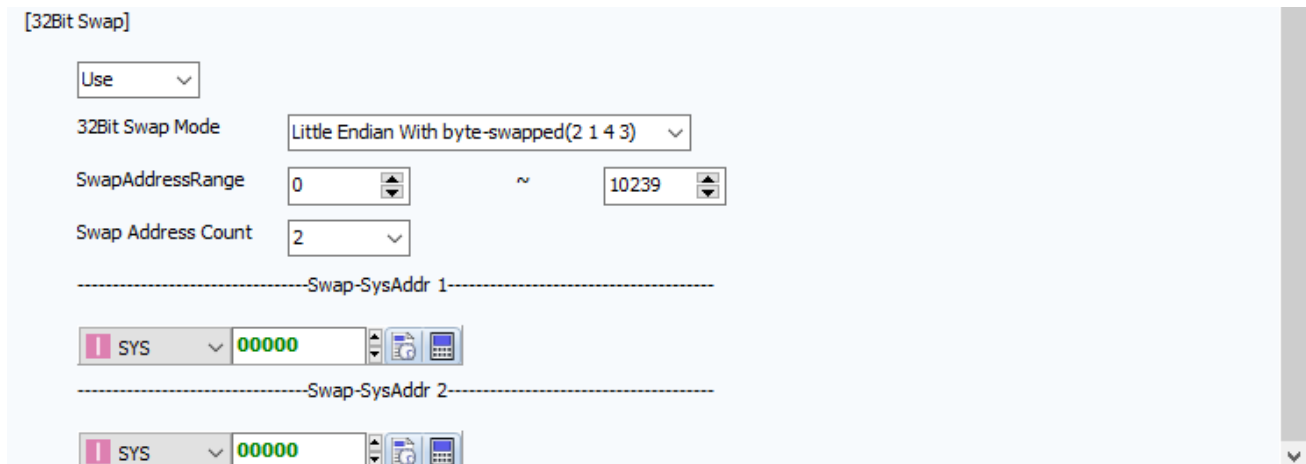 [32Bit Swap]
Use
32Bit Swap Mode Little Endian With byte-swapped(2 1 4 3)
SwapAddressRange 0 ~ 10239
Swap Address Count 2
---------------------------------Swap-SysAddr 1--------------------------------------
SYS 00000
---------------------------------Swap-SysAddr 2--------------------------------------
SYS 00000